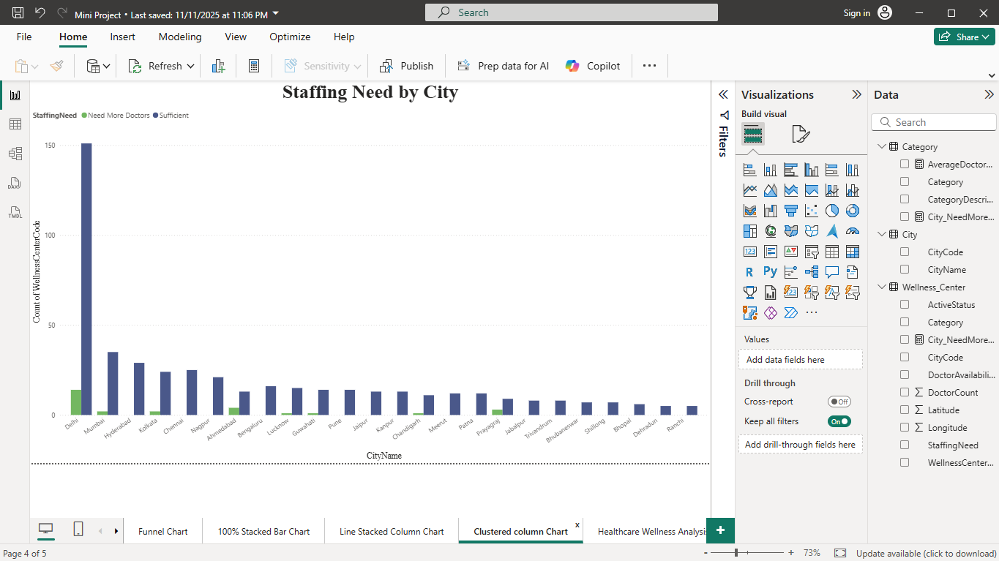 Mini Project • Last saved: 11/11/2025 at 11:06 PM
Search
Sign in
File Home Insert Modeling View Optimize Help
Share
Refresh
Sensitivity
Publish
Prep data for AI
Copilot
Staffing Need by City
StaffingNeed Need More Doctors Sufficient
150
100
50
0
Count of WellnessCenterCode
Delhi
Mumbai
Hyderabad
Kolkata
Chennai
Nagpur
Ahmedabad
Bengaluru
Lucknow
Guwahati
Pune
Jaipur
Kanpur
Chandigarh
Meerut
Patna
Prayagraj
Jabalpur
Trivandrum
Bhubaneswar
Shillong
Bhopal
Dehradun
Ranchi
CityName
Filters
Visualizations
Build visual
123
R Py
123
Values
Add data fields here
Drill through
Cross-report Off
Keep all filters On
Add drill-through fields here
Data
Search
Category
AverageDoctor...
Category
CategoryDescri...
City_NeedMore...
City
CityCode
CityName
Wellness_Center
ActiveStatus
Category
City_NeedMore...
CityCode
DoctorAvailabili...
DoctorCount
Latitude
Longitude
StaffingNeed
WellnessCenter...
DAX
TMDL
Funnel Chart
100% Stacked Bar Chart
Line Stacked Column Chart
Clustered column Chart x
Healthcare Wellness Analysis
Page 4 of 5
- + 73%
Update available (click to download)